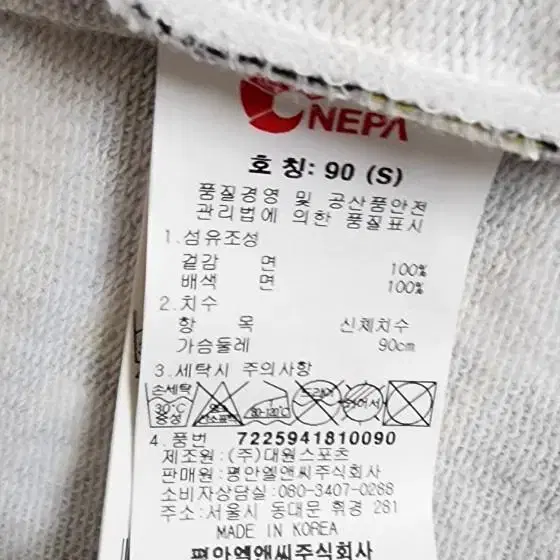 NEPA
호 칭: 90 (S)
품질경영 및 공산품안전
관리법에 의한 품질표시
1.섬유조성
겉감 면 100%
배색 면 100%
2.치수
항 목 신체치수
가슴둘레 90cm
3.세탁시 주의사항
손세탁
30℃
중성
80-120℃
드라이
4.품번 7225941810090
제조원:(주)대원스포츠
판매원:평안엘앤씨주식회사
소비자상담실:080-3407-0288
주소:서울시 동대문 휘경 281
MADE IN KOREA
평안엘앤씨주식회사